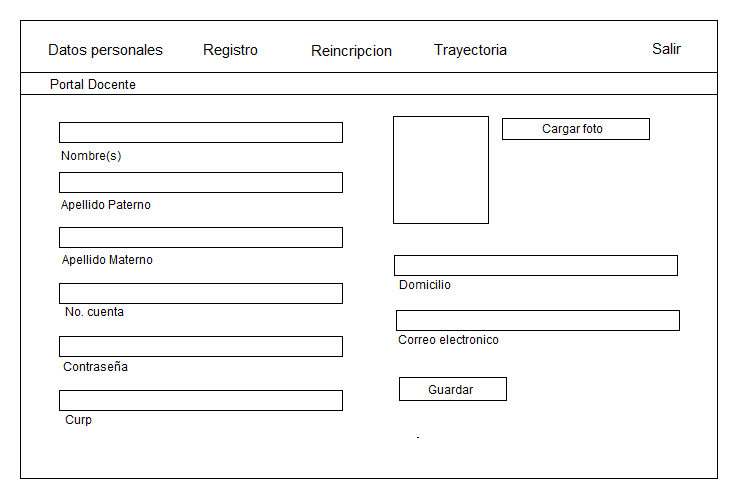 Datos personales Registro Reincripcion Trayectoria Salir
Portal Docente
Nombre(s)
Apellido Paterno
Apellido Materno
No. cuenta
Contraseña
Curp
Cargar foto
Domicilio
Correo electronico
Guardar